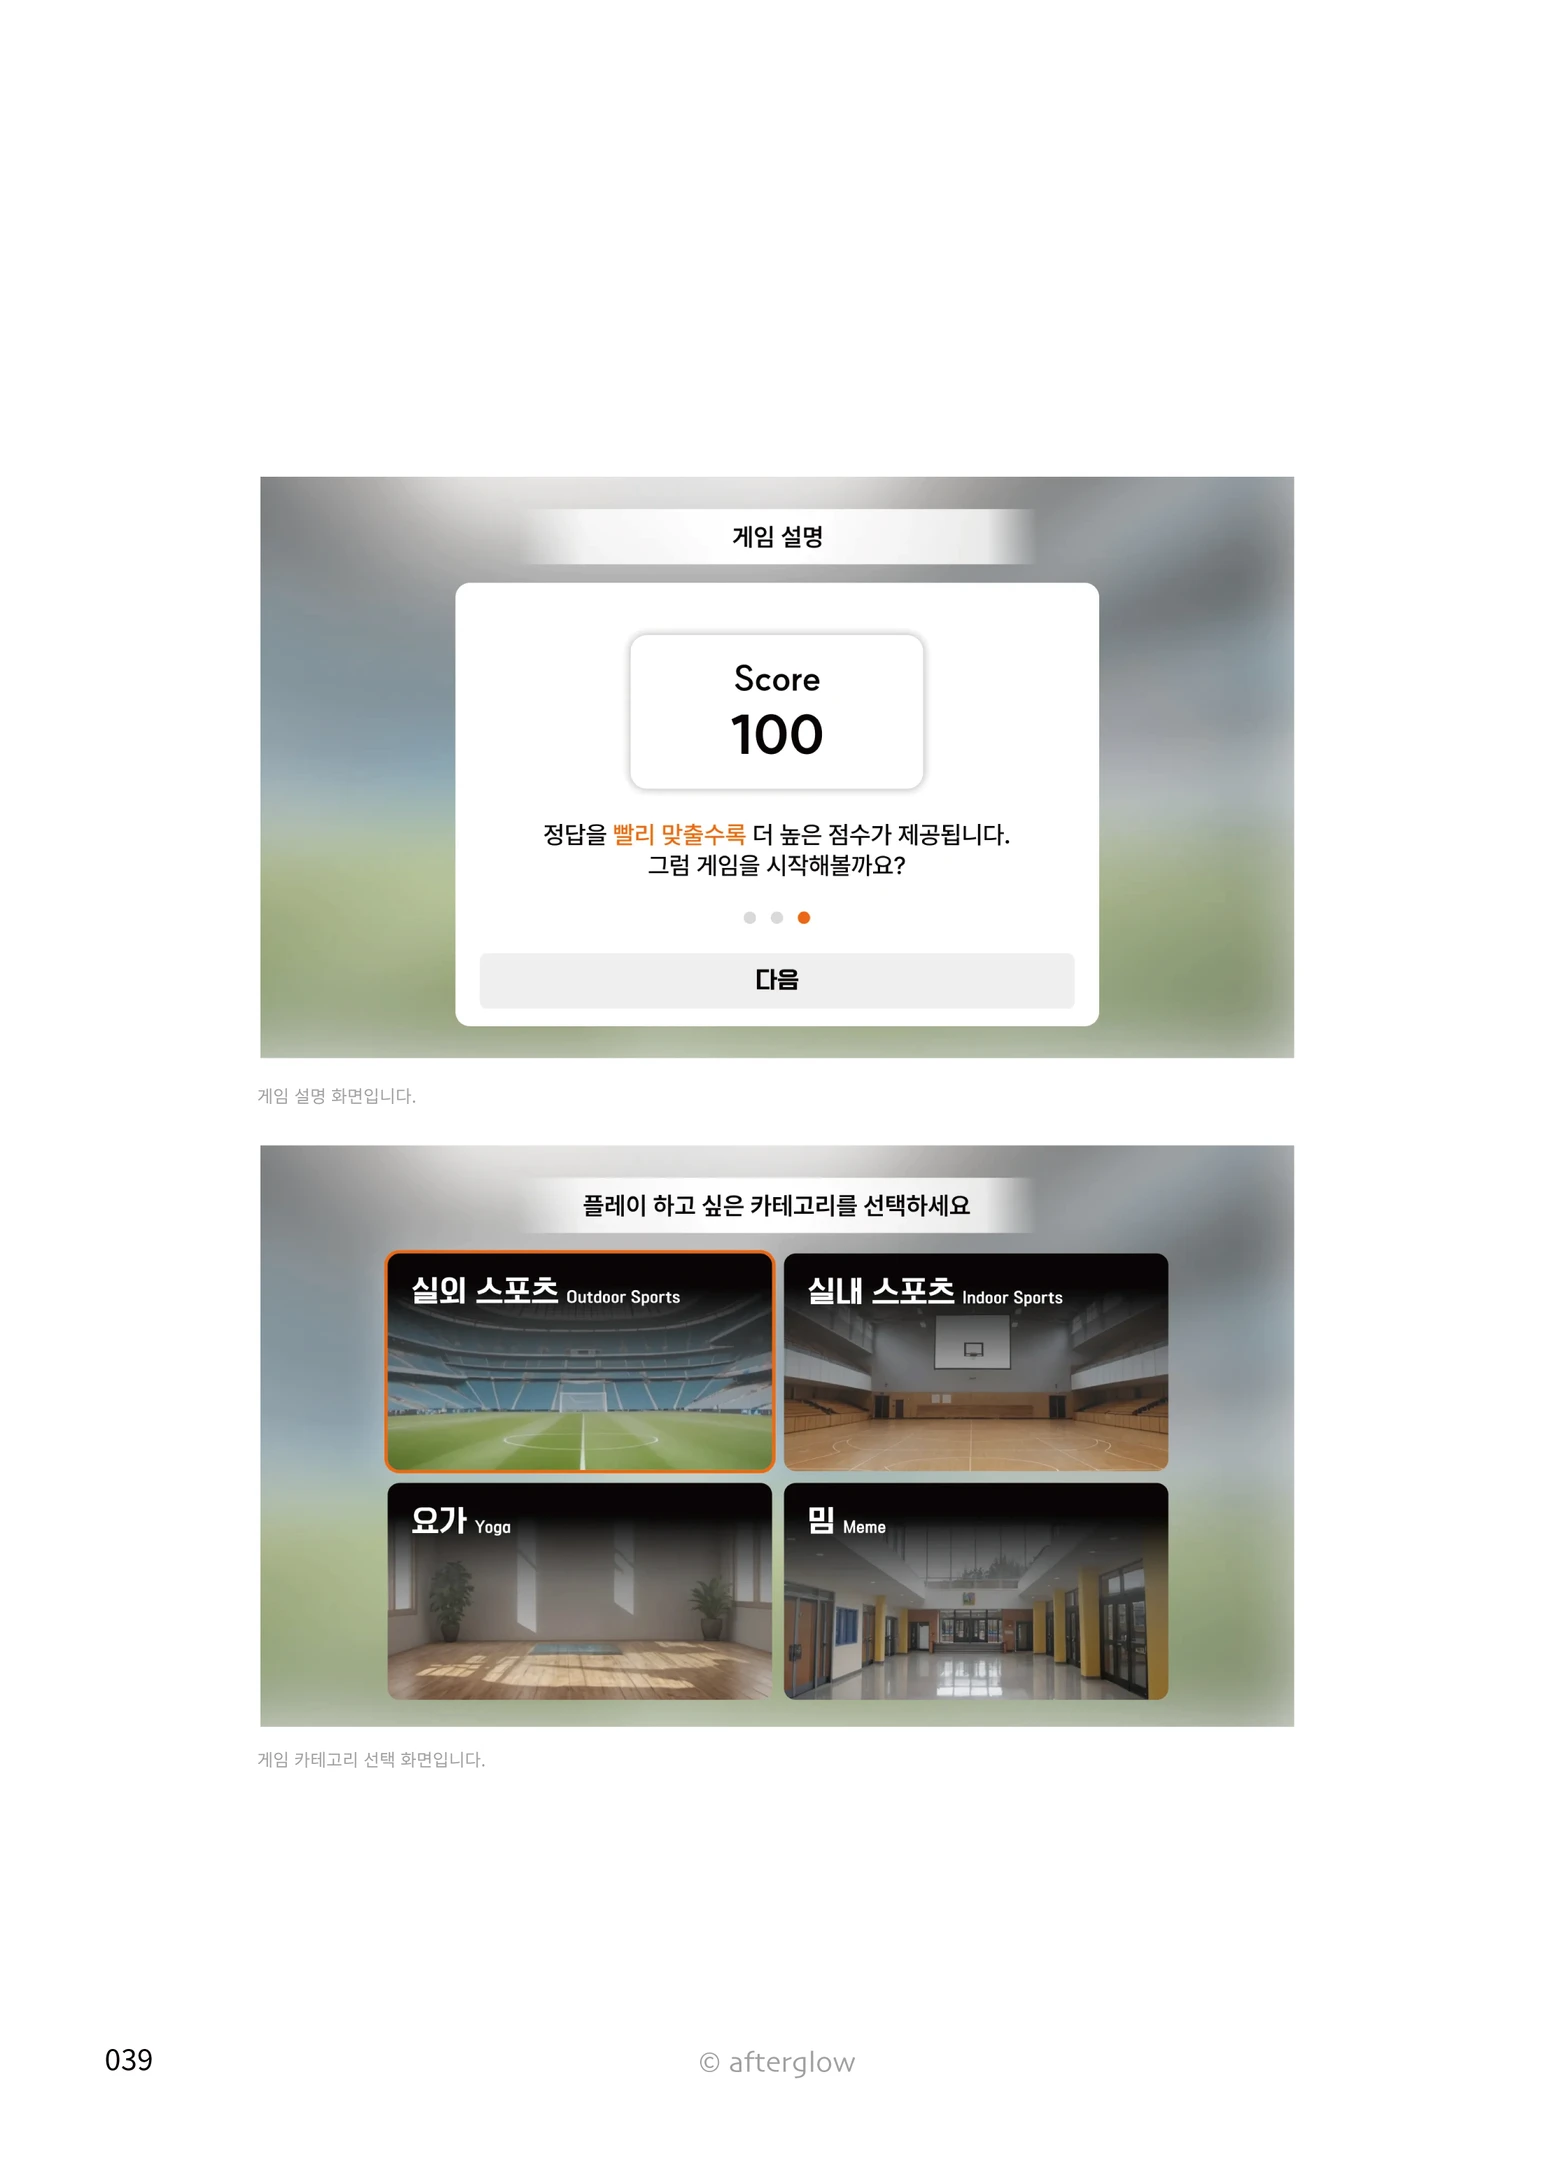 게임 설명
Score
100
정답을 빨리 맞출수록 더 높은 점수가 제공됩니다.
그럼 게임을 시작해볼까요?
다음
게임 설명 화면입니다.
플레이 하고 싶은 카테고리를 선택하세요
실외 스포츠 Outdoor Sports
실내 스포츠 Indoor Sports
요가 Yoga
밈 Meme
게임 카테고리 선택 화면입니다.
039
© afterglow